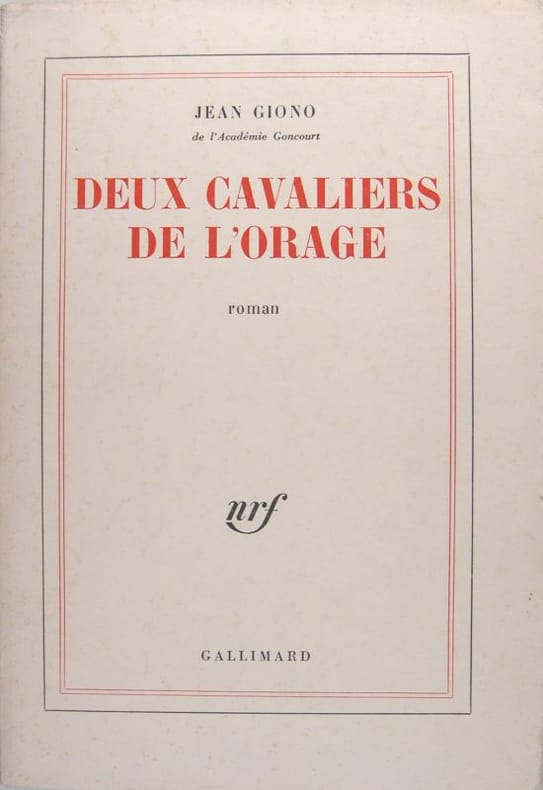 JEAN GIONO
de l'Académie Goncourt
DEUX CAVALIERS
DE L'ORAGE
roman
nrf
GALLIMARD